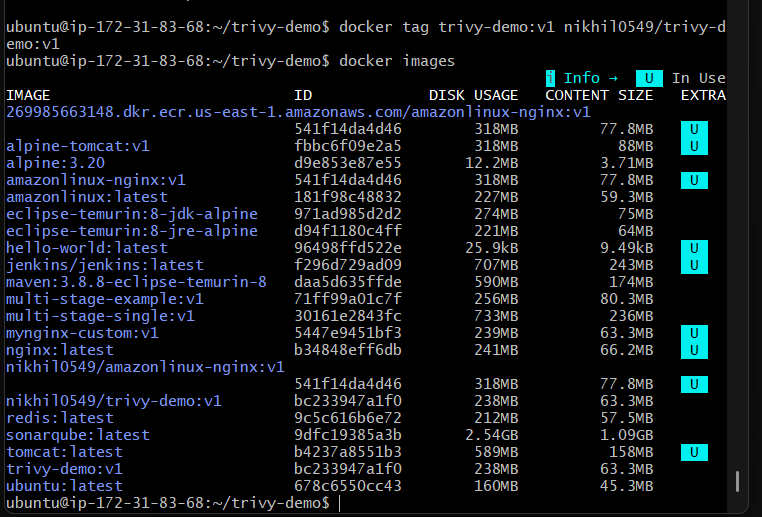 ubuntu@ip-172-31-83-68:~/trivy-demo$ docker tag trivy-demo:v1 nikhil0549/trivy-d
emo:v1
ubuntu@ip-172-31-83-68:~/trivy-demo$ docker images
i Info → U In Use
IMAGE ID DISK USAGE CONTENT SIZE EXTRA
269985663148.dkr.ecr.us-east-1.amazonaws.com/amazonlinux-nginx:v1
541f14da4d46 318MB 77.8MB U
alpine-tomcat:v1 fbbc6f09e2a5 318MB 88MB U
alpine:3.20 d9e853e87e55 12.2MB 3.71MB
amazonlinux-nginx:v1 541f14da4d46 318MB 77.8MB U
amazonlinux:latest 181f98c48832 227MB 59.3MB
eclipse-temurin:8-jdk-alpine 971ad985d2d2 274MB 75MB
eclipse-temurin:8-jre-alpine d94f1180c4ff 221MB 64MB
hello-world:latest 96498ffd522e 25.9kB 9.49kB U
jenkins/jenkins:latest f296d729ad09 707MB 243MB U
maven:3.8.8-eclipse-temurin-8 daa5d635ffde 590MB 174MB
multi-stage-example:v1 71ff99a01c7f 256MB 80.3MB
multi-stage-single:v1 30161e2843fc 733MB 236MB
mynginx-custom:v1 5447e9451bf3 239MB 63.3MB U
nginx:latest b34848eff6db 241MB 66.2MB U
nikhil0549/amazonlinux-nginx:v1
541f14da4d46 318MB 77.8MB U
nikhil0549/trivy-demo:v1 bc233947a1f0 238MB 63.3MB
redis:latest 9c5c616b6e72 212MB 57.5MB
sonarqube:latest 9dfc19385a3b 2.54GB 1.09GB
tomcat:latest b4237a8551b3 589MB 158MB U
trivy-demo:v1 bc233947a1f0 238MB 63.3MB
ubuntu:latest 678c6550cc43 160MB 45.3MB
ubuntu@ip-172-31-83-68:~/trivy-demo$